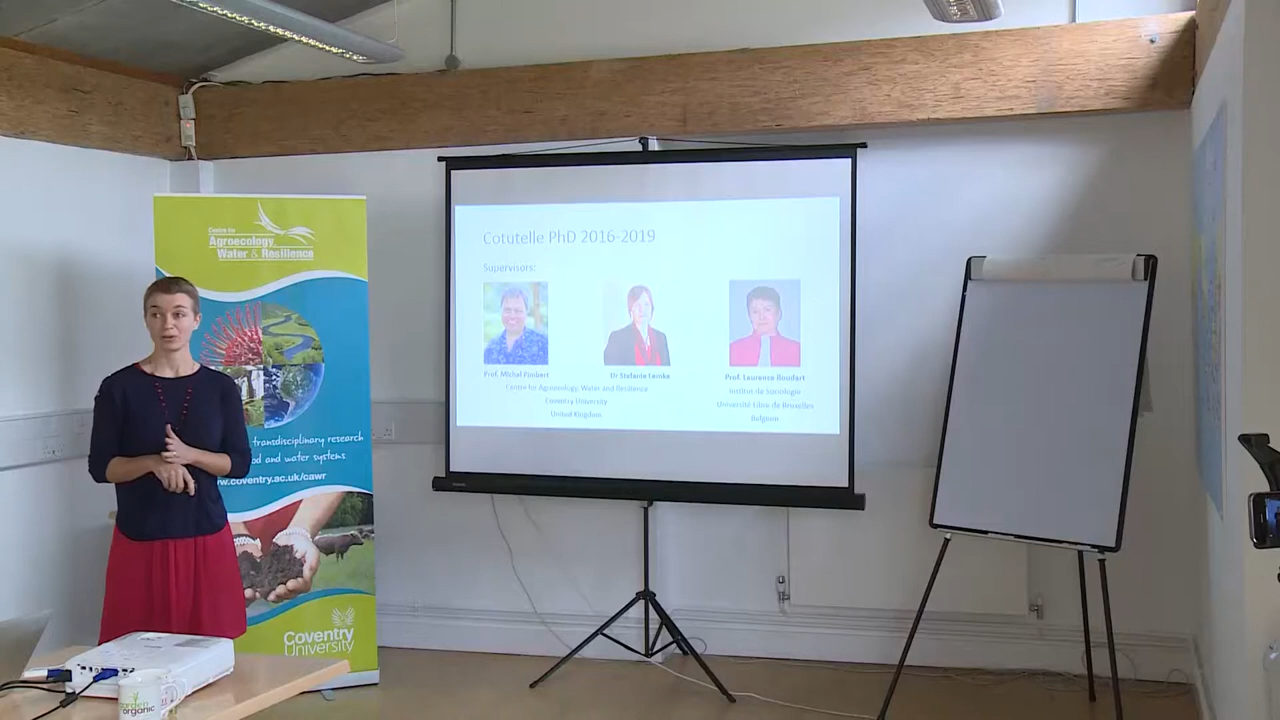 Centre for
Agroecology
Water & Resilience
transdisciplinary research
od and water systems
w.coventry.ac.uk/cawr
Coventry
University
Cotutelle PhD 2016-2019
Supervisors:
Prof. Michel Pimbert
Dr Stefanie Lemke
Centre for Agroecology, Water and Resilience
Coventry University
United Kingdom
Prof. Laurence Roudart
Institut de Sociologie
Université Libre de Bruxelles
Belgium
arden
organic